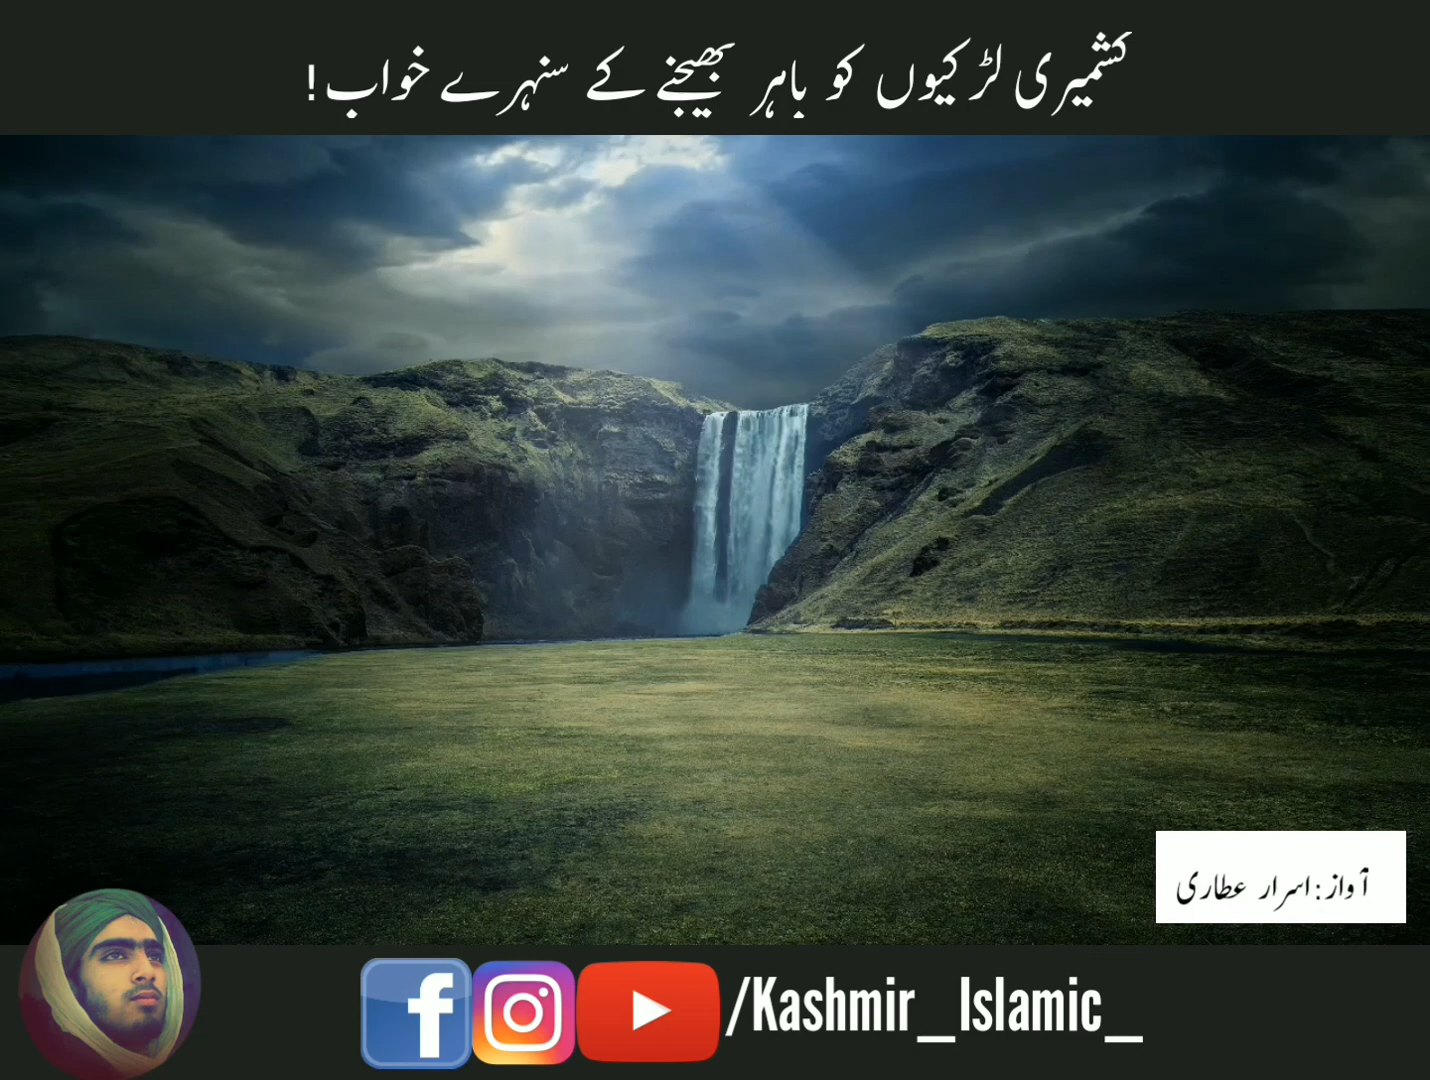 کشمیری لڑکیوں کو باہر بھیجنے کے سنہرے خواب!
آواز: اسرار عطاری
/Kashmir_Islamic_